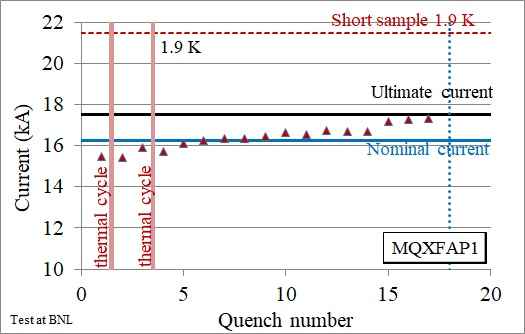 22
20
18
16
14
12
10
Current (kA)
Short sample 1.9 K
1.9 K
Ultimate current
Nominal current
thermal cycle
thermal cycle
MQXFAP1
0
5
10
15
20
Test at BNL
Quench number